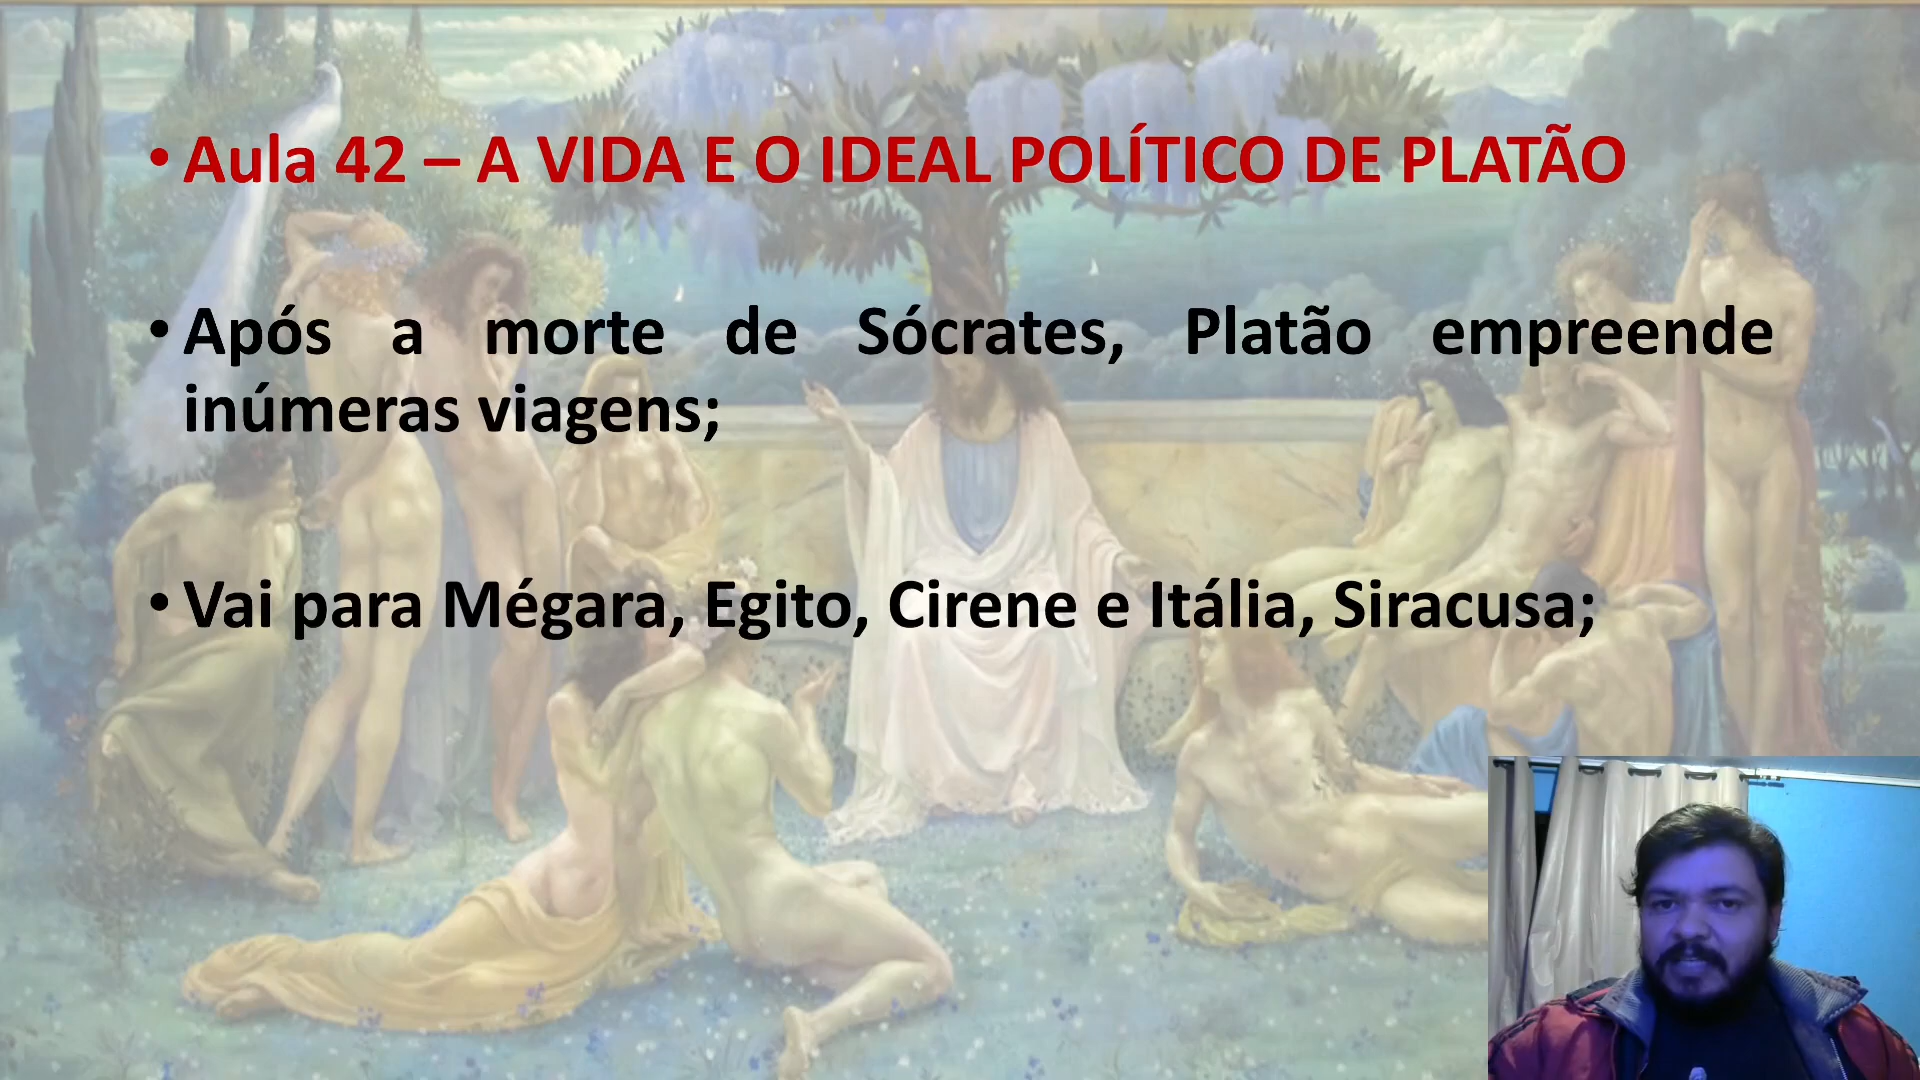 • Aula 42 – A VIDA E O IDEAL POLÍTICO DE PLATÃO
• Após a morte de Sócrates, Platão empreende
inúmeras viagens;
• Vai para Mégara, Egito, Cirene e Itália, Siracusa;